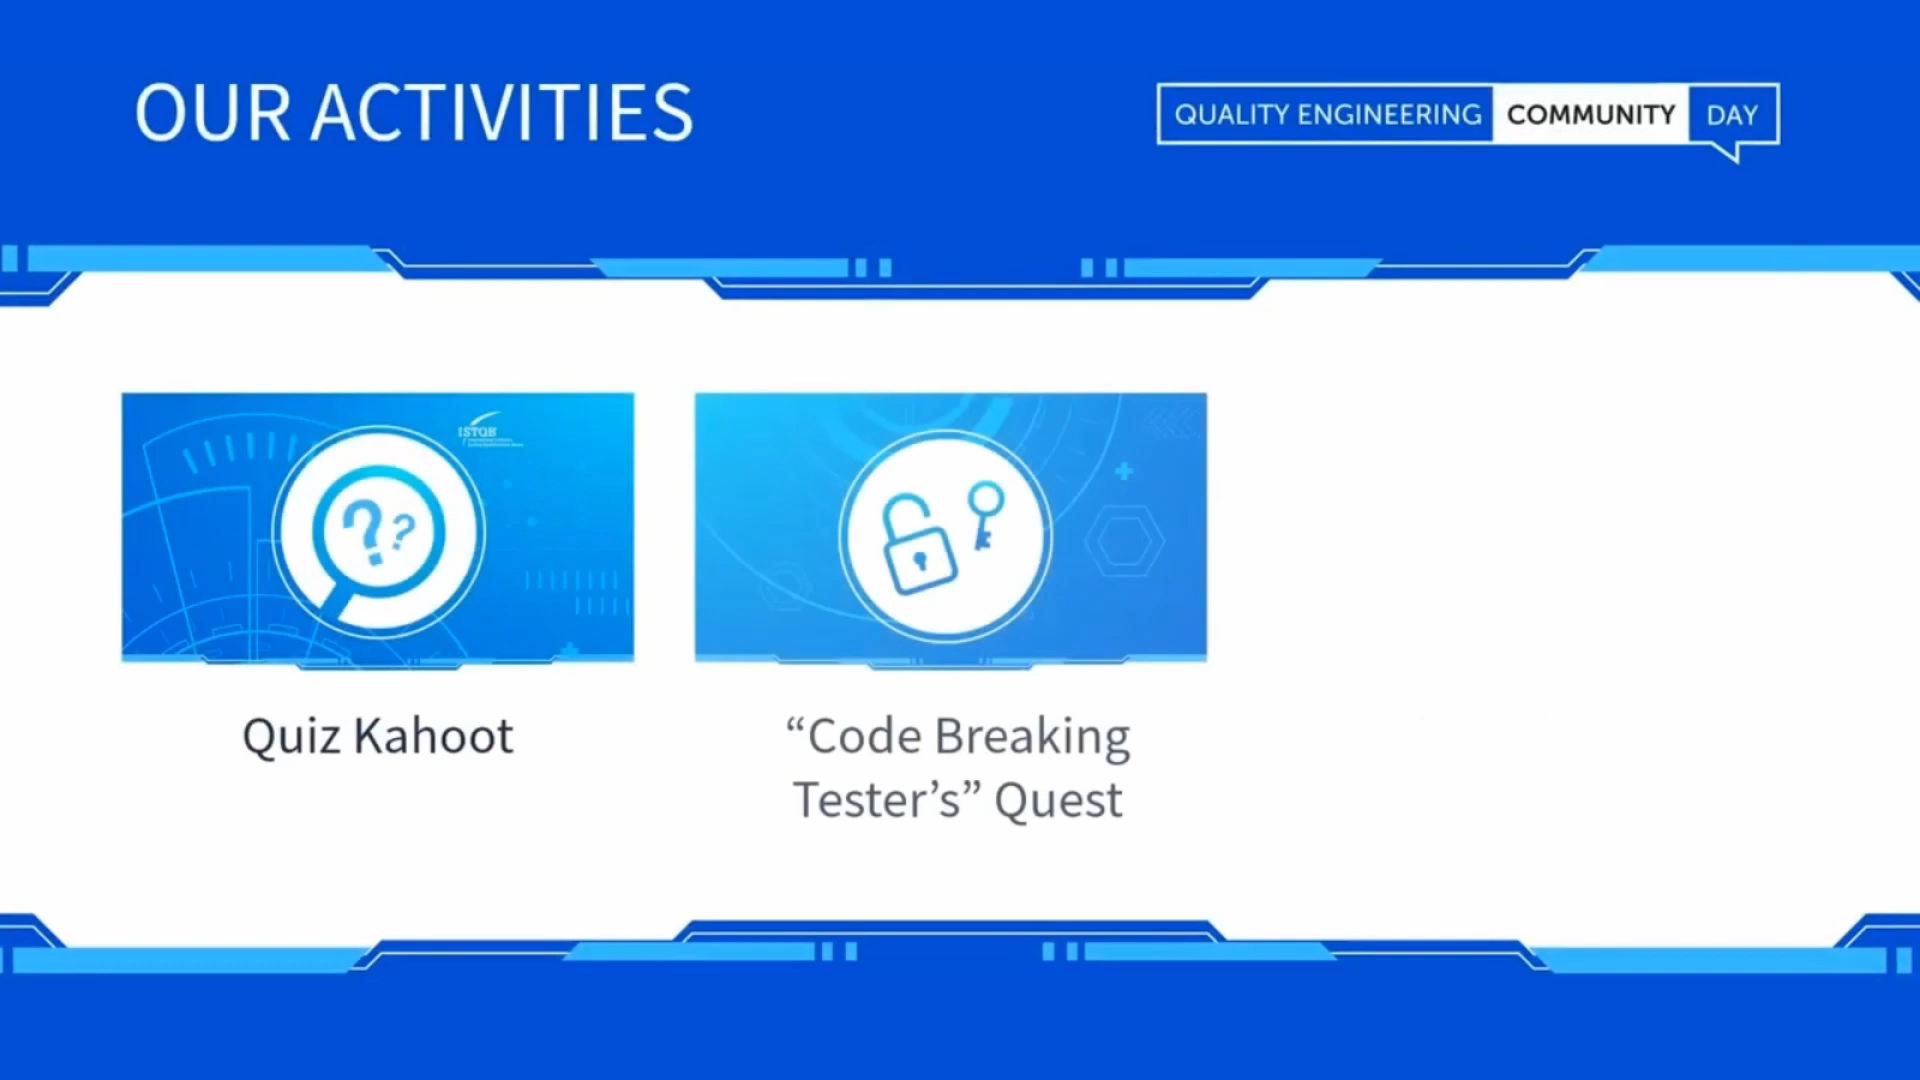 OUR ACTIVITIES
QUALITY ENGINEERING COMMUNITY DAY
ISTQB
??
Quiz Kahoot
“Code Breaking
Tester’s” Quest